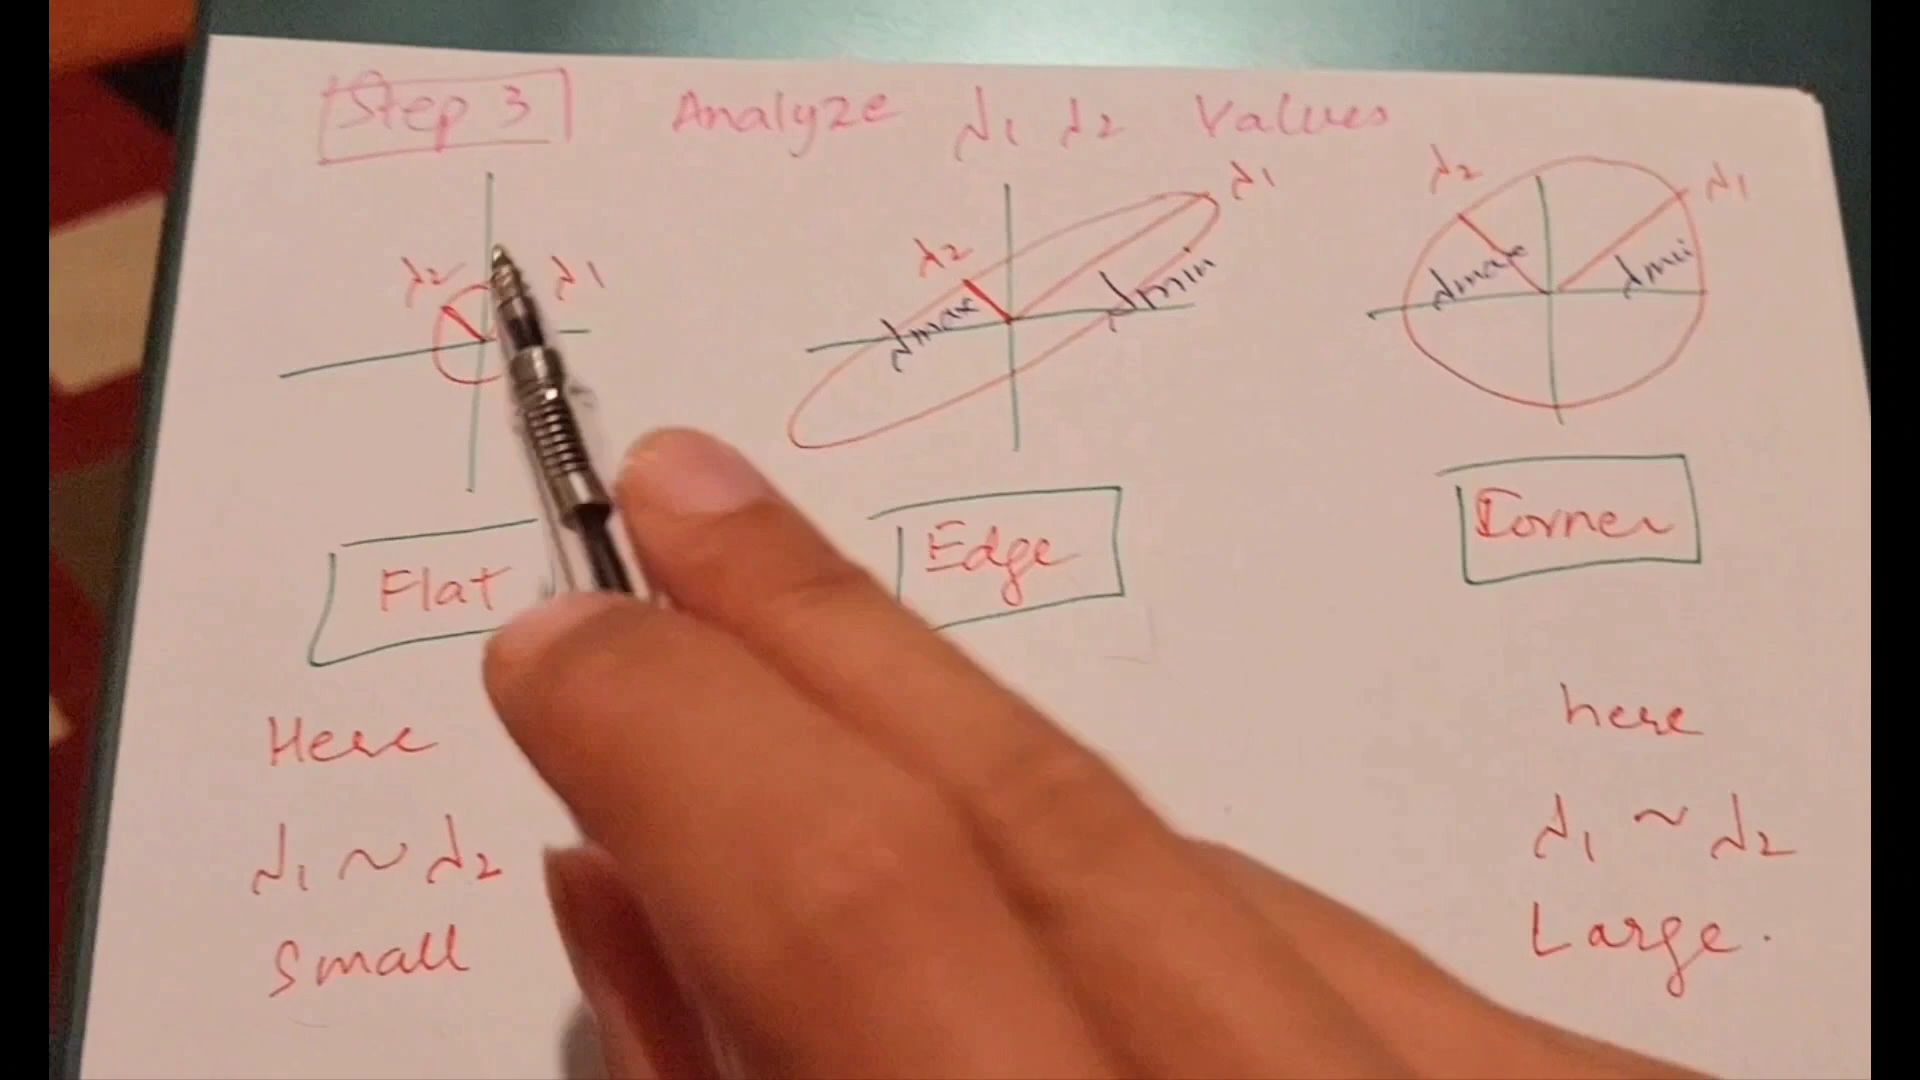 Step 3 Analyze λ1 λ2 Values
λ2 λ1
λ2 λ1
λmax λmin
λ2 λ1
λmax
Flat
Edge
Corner
Here
λ1 ~ λ2
Small
here
λ1 ~ λ2
Large.